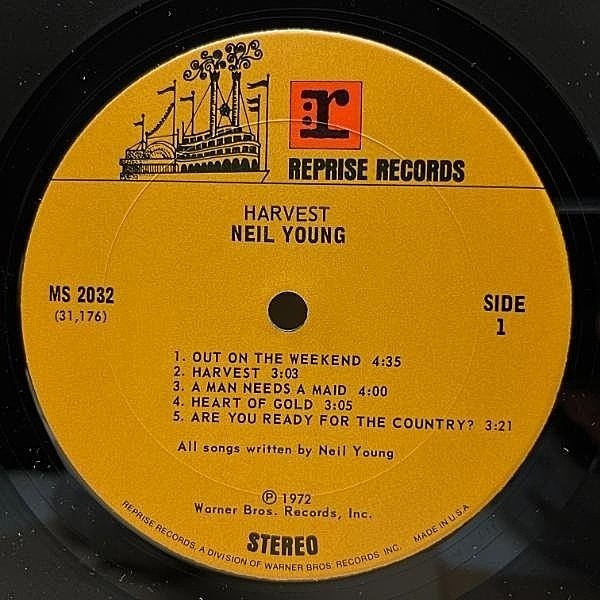 r
REPRISE RECORDS
HARVEST
NEIL YOUNG
MS 2032
(31,176)
SIDE
1
1. OUT ON THE WEEKEND 4:35
2. HARVEST 3:03
3. A MAN NEEDS A MAID 4:00
4. HEART OF GOLD 3:05
5. ARE YOU READY FOR THE COUNTRY? 3:21
All songs written by Neil Young
℗ 1972
Warner Bros. Records, Inc.
STEREO
REPRISE RECORDS, A DIVISION OF WARNER BROS. RECORDS INC. MADE IN U.S.A.